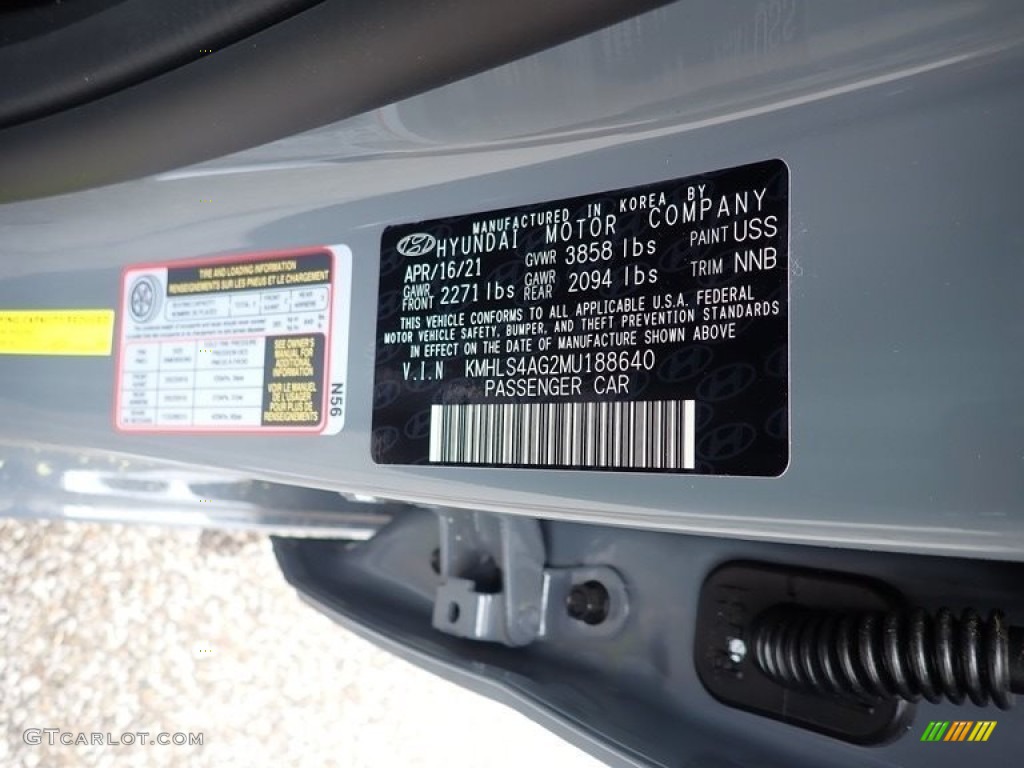 MANUFACTURED IN KOREA BY
HYUNDAI MOTOR COMPANY
APR/16/21 GVWR 3858 lbs PAINT USS
GAWR FRONT 2271 lbs GAWR REAR 2094 lbs TRIM NNB
THIS VEHICLE CONFORMS TO ALL APPLICABLE U.S.A. FEDERAL
MOTOR VEHICLE SAFETY, BUMPER, AND THEFT PREVENTION STANDARDS
IN EFFECT ON THE DATE OF MANUFACTURE SHOWN ABOVE
V.I.N KMHLS4AG2MU188640
PASSENGER CAR
TIRE AND LOADING INFORMATION
RENSEIGNEMENTS SUR LES PNEUS ET LE CHARGEMENT
SEE OWNER'S
MANUAL FOR
ADDITIONAL
INFORMATION
VOIR LE MANUEL
DE L'USAGER
POUR PLUS DE
RENSEIGNEMENTS
N56
GTCARLOT.COM